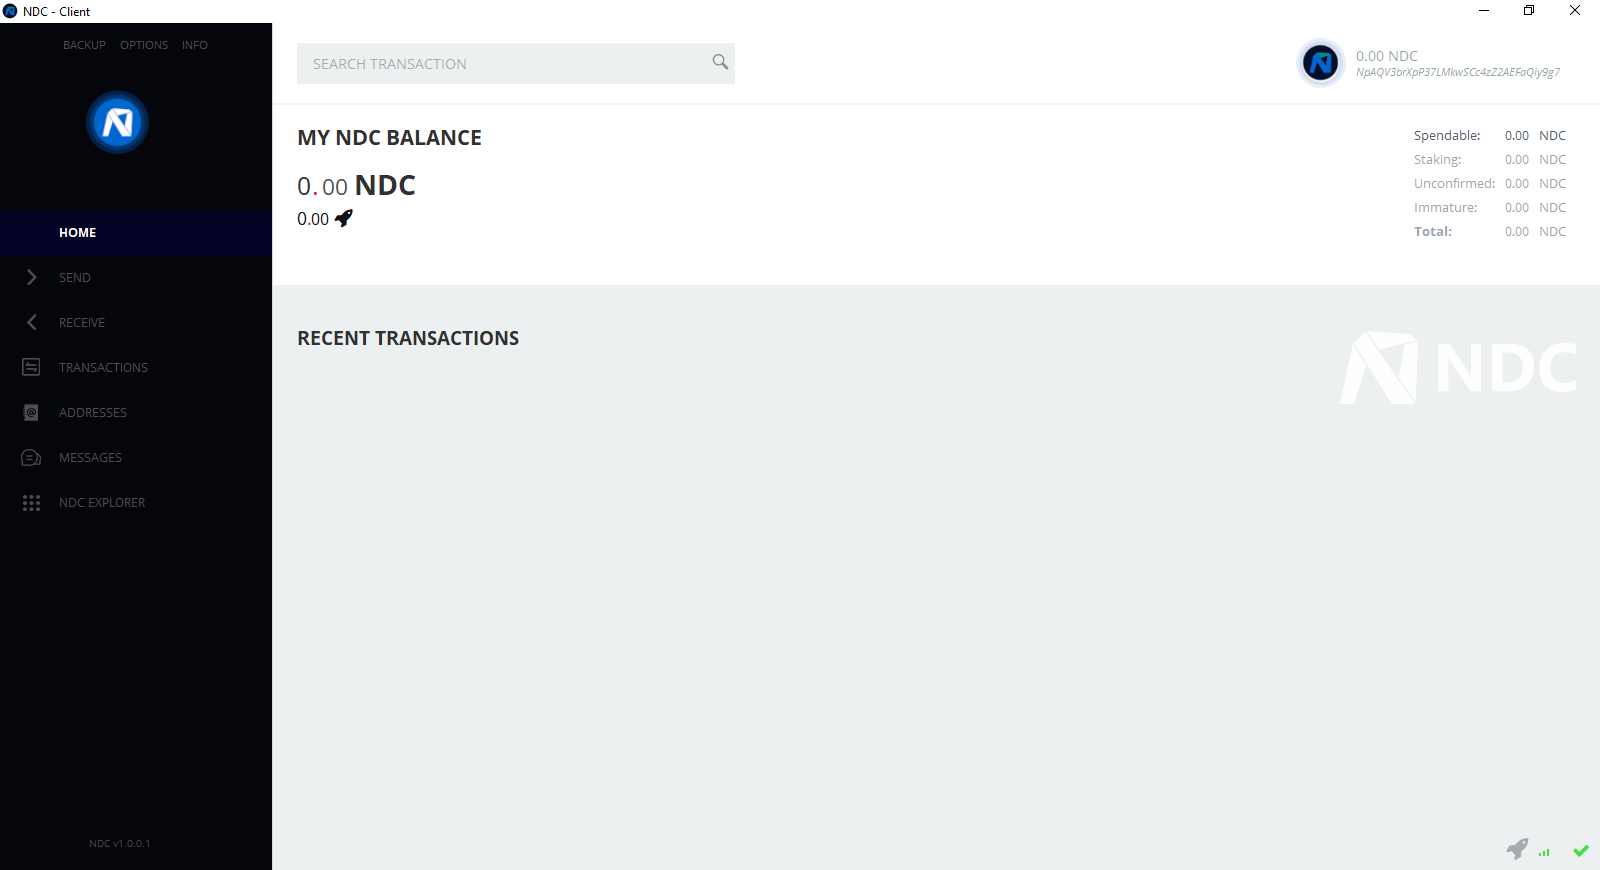 NDC - Client
BACKUP OPTIONS INFO
HOME
SEND
RECEIVE
TRANSACTIONS
ADDRESSES
MESSAGES
NDC EXPLORER
NDC v1.0.0.1
SEARCH TRANSACTION
0.00 NDC
NpAQV3brXpP37LMkwSCc4zZ2AEFaQiy9g7
MY NDC BALANCE
0.00 NDC
0.00
Spendable: 0.00 NDC
Staking: 0.00 NDC
Unconfirmed: 0.00 NDC
Immature: 0.00 NDC
Total: 0.00 NDC
RECENT TRANSACTIONS
NDC